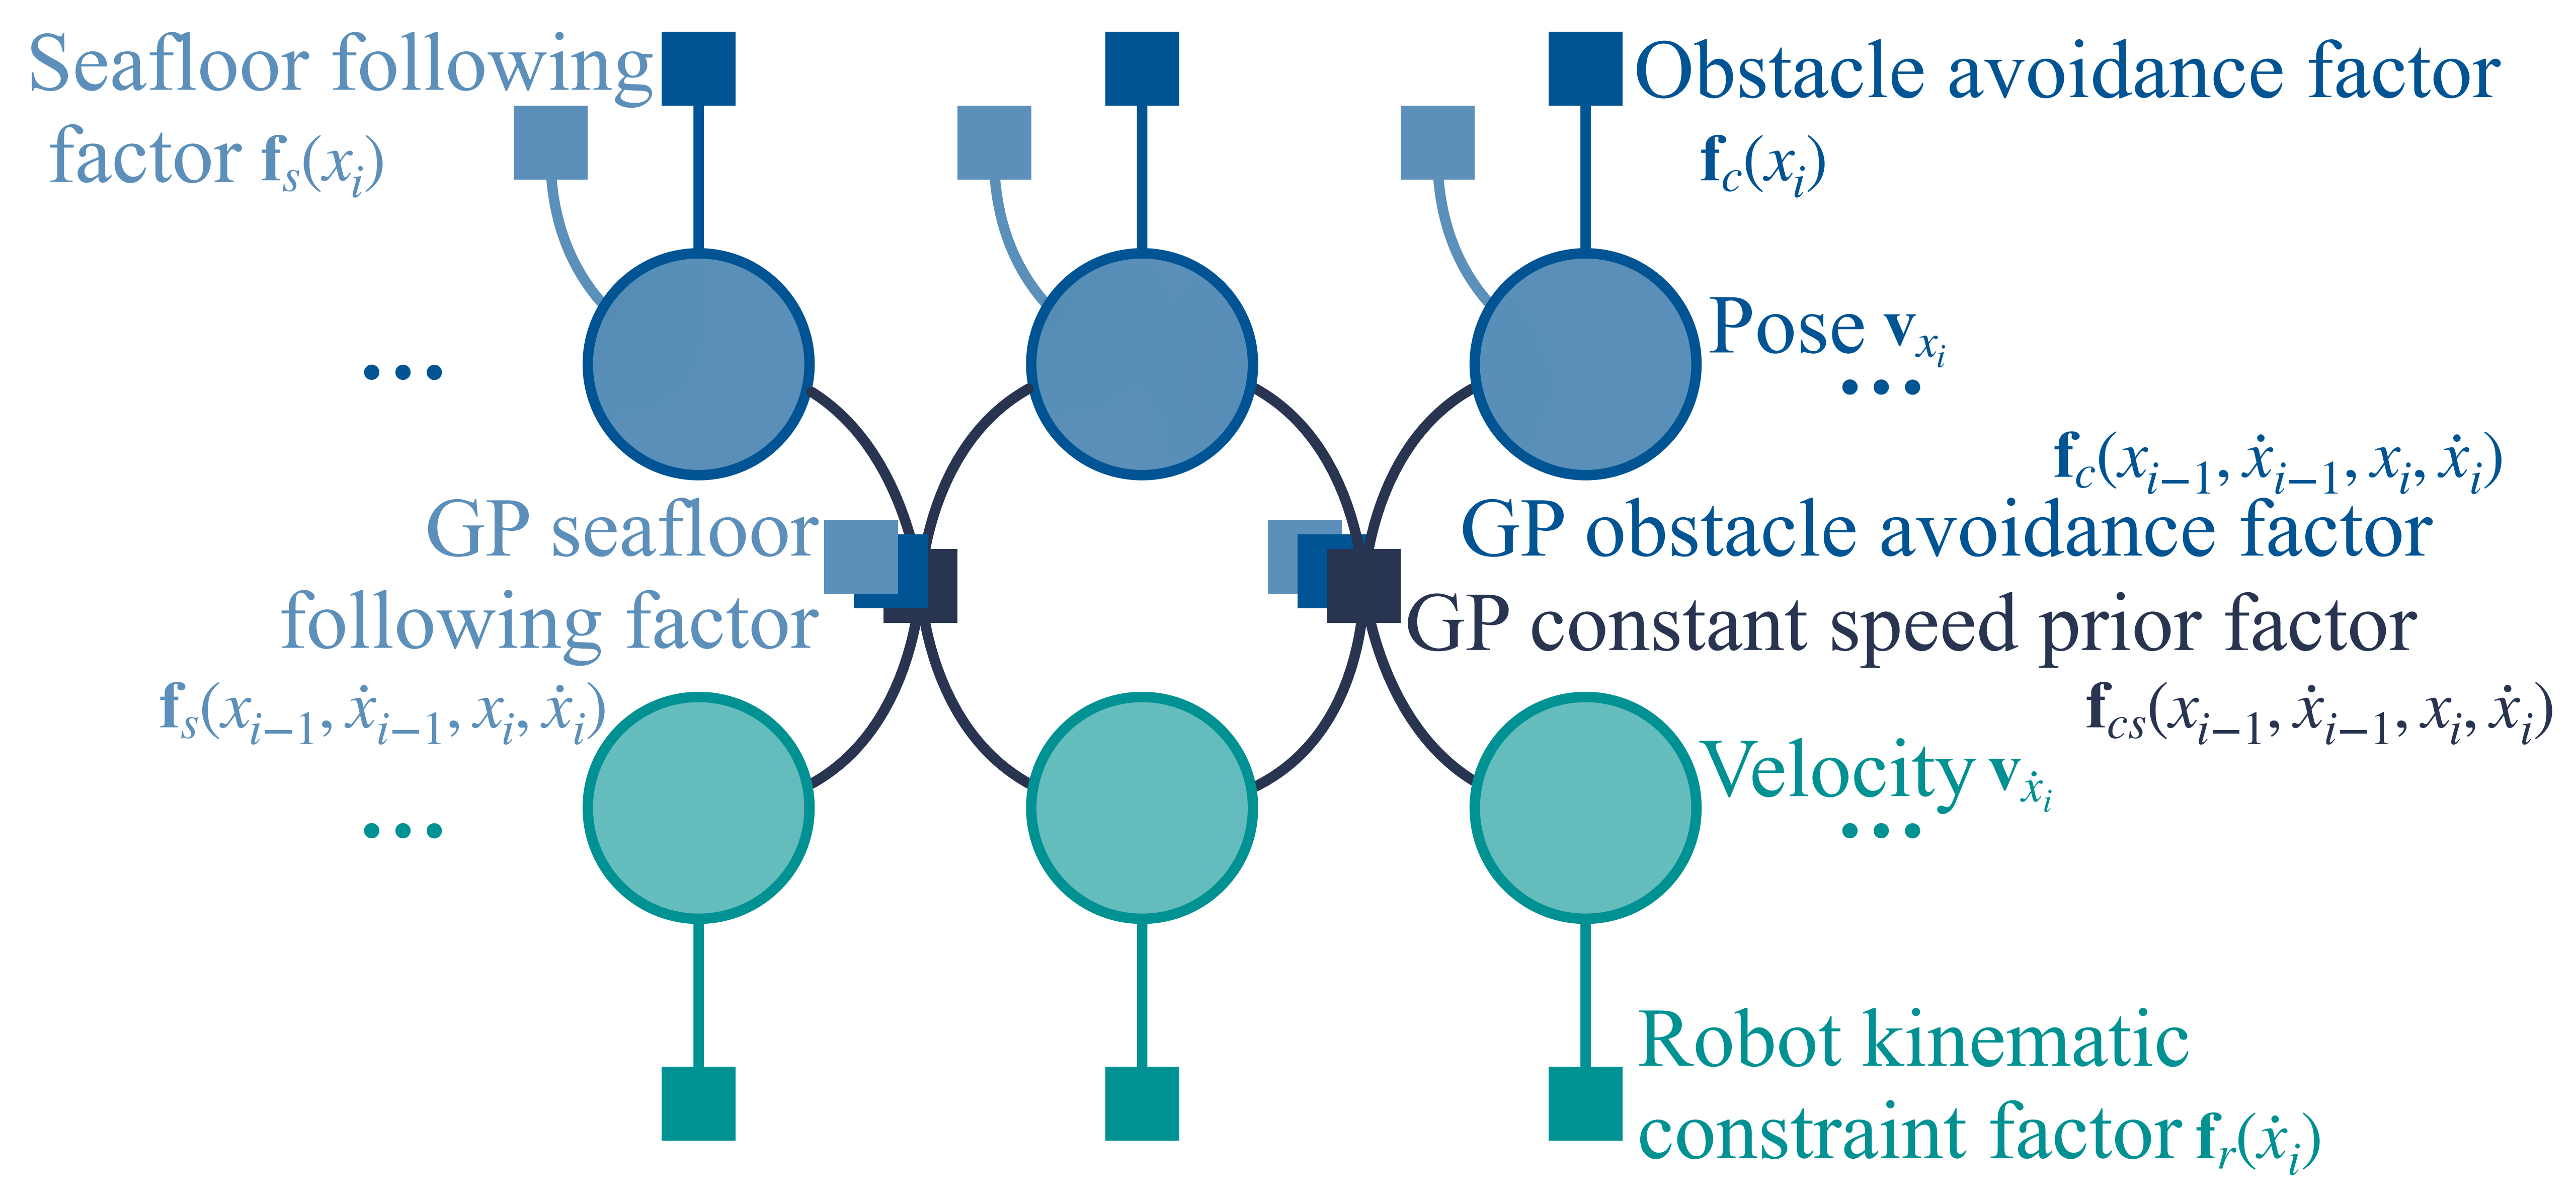 Seafloor following
factor f_s(x_i)
Obstacle avoidance factor
f_c(x_i)
...
Pose v_{x_i}
...
f_c(x_{i−1}, ẋ_{i−1}, x_i, ẋ_i)
GP obstacle avoidance factor
GP constant speed prior factor
f_{cs}(x_{i−1}, ẋ_{i−1}, x_i, ẋ_i)
GP seafloor
following factor
f_s(x_{i−1}, ẋ_{i−1}, x_i, ẋ_i)
...
Velocity v_{ẋ_i}
...
Robot kinematic
constraint factor f_r(ẋ_i)